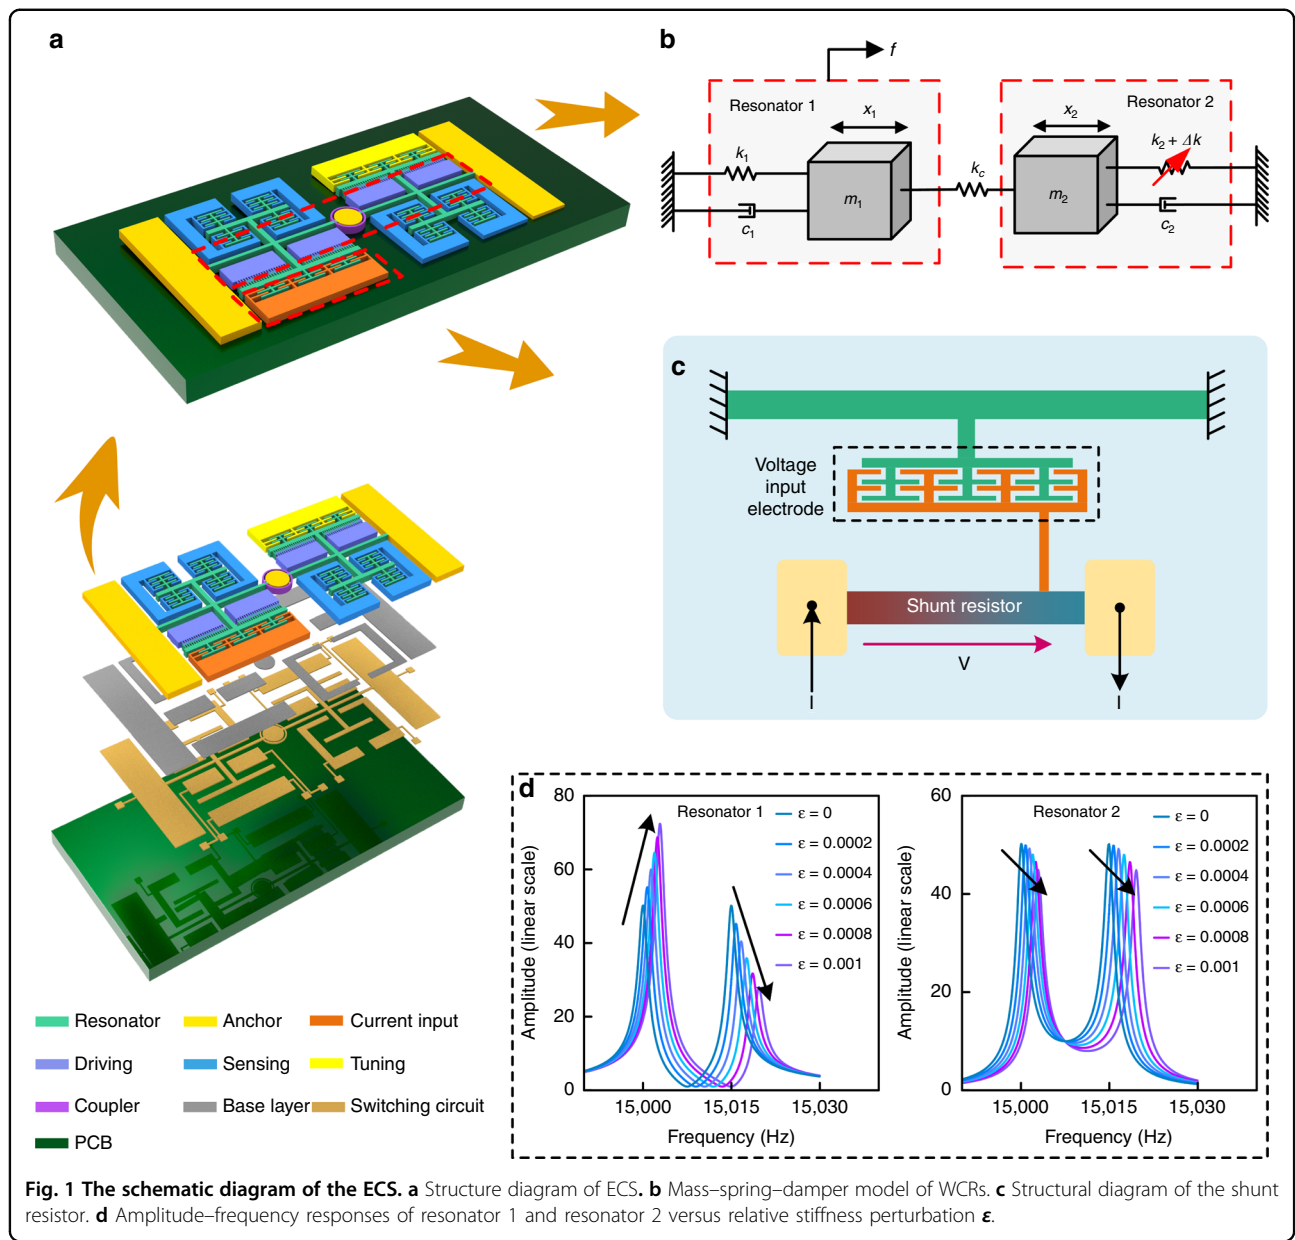 a
b
f
Resonator 1
Resonator 2
x1
x2
k1
k2 + Δk
kc
m1
m2
c1
c2
c
Voltage
input
electrode
Shunt resistor
V
I
I
Resonator
Anchor
Current input
Driving
Sensing
Tuning
Coupler
Base layer
Switching circuit
PCB
d
80
60
40
20
0
Amplitude (linear scale)
Resonator 1
ε = 0
ε = 0.0002
ε = 0.0004
ε = 0.0006
ε = 0.0008
ε = 0.001
15,000
15,015
15,030
Frequency (Hz)
60
40
20
0
Amplitude (linear scale)
Resonator 2
ε = 0
ε = 0.0002
ε = 0.0004
ε = 0.0006
ε = 0.0008
ε = 0.001
15,000
15,015
15,030
Frequency (Hz)
Fig. 1 The schematic diagram of the ECS. a Structure diagram of ECS. b Mass–spring–damper model of WCRs. c Structural diagram of the shunt
resistor. d Amplitude–frequency responses of resonator 1 and resonator 2 versus relative stiffness perturbation ε.